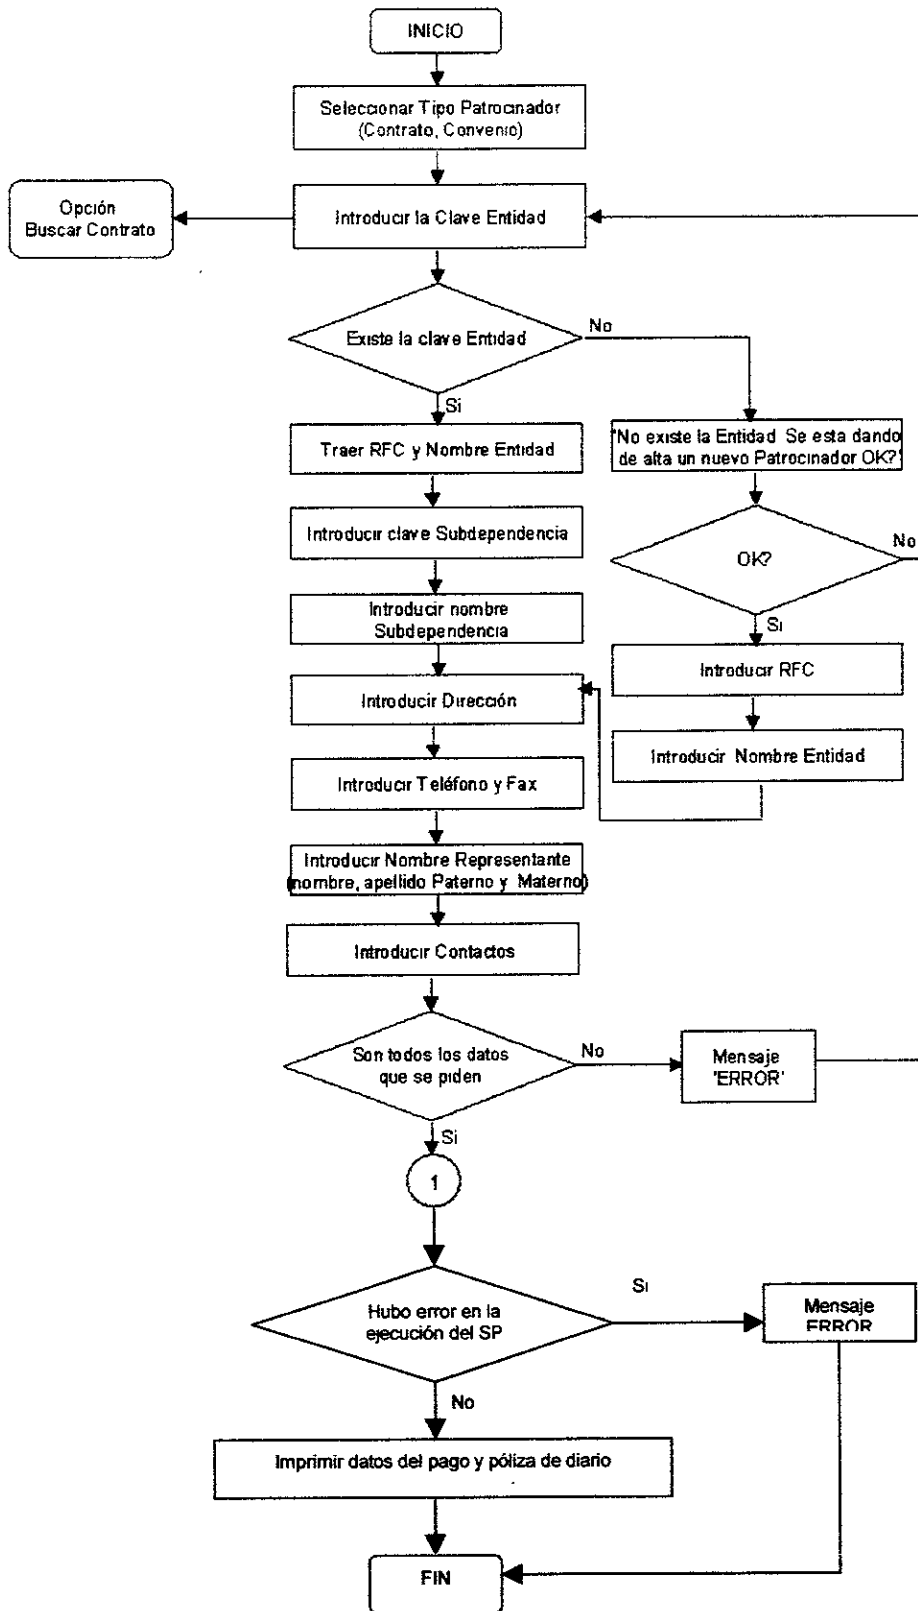 INICIO
Seleccionar Tipo Patrocinador
(Contrato, Convenio)
Opción
Buscar Contrato
Introducir la Clave Entidad
Existe la clave Entidad
No
Si
Traer RFC y Nombre Entidad
"No existe la Entidad Se esta dando
de alta un nuevo Patrocinador OK?"
Introducir clave Subdependencia
OK?
No
Si
Introducir nombre
Subdependencia
Introducir RFC
Introducir Dirección
Introducir Nombre Entidad
Introducir Teléfono y Fax
Introducir Nombre Representante
(nombre, apellido Paterno y Materno)
Introducir Contactos
Son todos los datos
que se piden
No
Mensaje
'ERROR'
Si
1
Hubo error en la
ejecución del SP
Si
Mensaje
ERROR
No
Imprimir datos del pago y póliza de diario
FIN